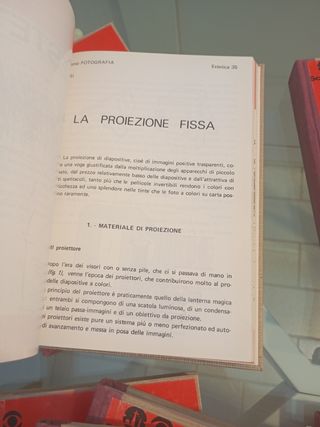 FOTOGRAFIA
Estetica 39
LA PROIEZIONE FISSA
La proiezione di diapositive, cioè di immagini positive trasparenti, co-
in una voga giustificata dalla moltiplicazione degli apparecchi di piccolo
dal prezzo relativamente basso delle diapositive e dall'attrattiva di
spettacoli, tanto più che le pellicole invertibili rendono i colori con
ricchezza ed uno splendore nelle tinte che le foto a colori su carta pos-
raramente.
1. - MATERIALE DI PROIEZIONE
proiettore
dopo l'era dei visori con o senza pile, che ci si passava di mano in
(fig. 1), venne l'epoca dei proiettori, che contribuirono molto al pro-
delle diapositive a colori.
principio del proiettore è praticamente quello della lanterna magica
entrambi si compongono di una scatola luminosa, di un condensa-
un telaio passa-immagini e di un obiettivo da proiezione.
proiettori esiste pure un sistema più o meno perfezionato ed auto-
di avanzamento e messa in posa delle immagini.